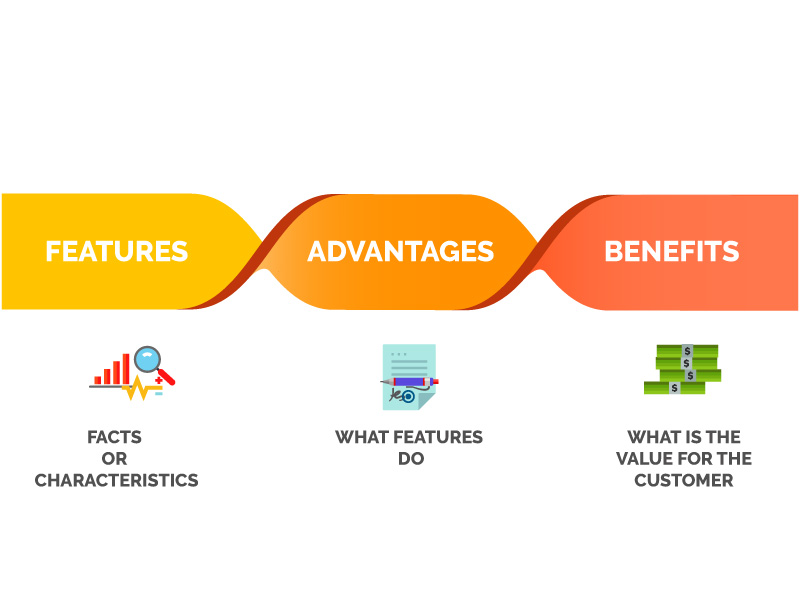 FEATURES
ADVANTAGES
BENEFITS
$
$
$
$
FACTS
OR
CHARACTERISTICS
WHAT FEATURES
DO
WHAT IS THE
VALUE FOR THE
CUSTOMER